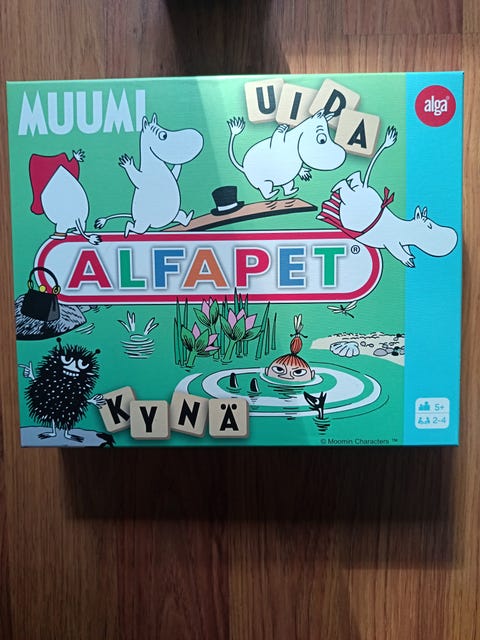 MUUMI
UIDA
alga®
ALFAPET®
KYNÄ
5+
2-4
© Moomin Characters ™